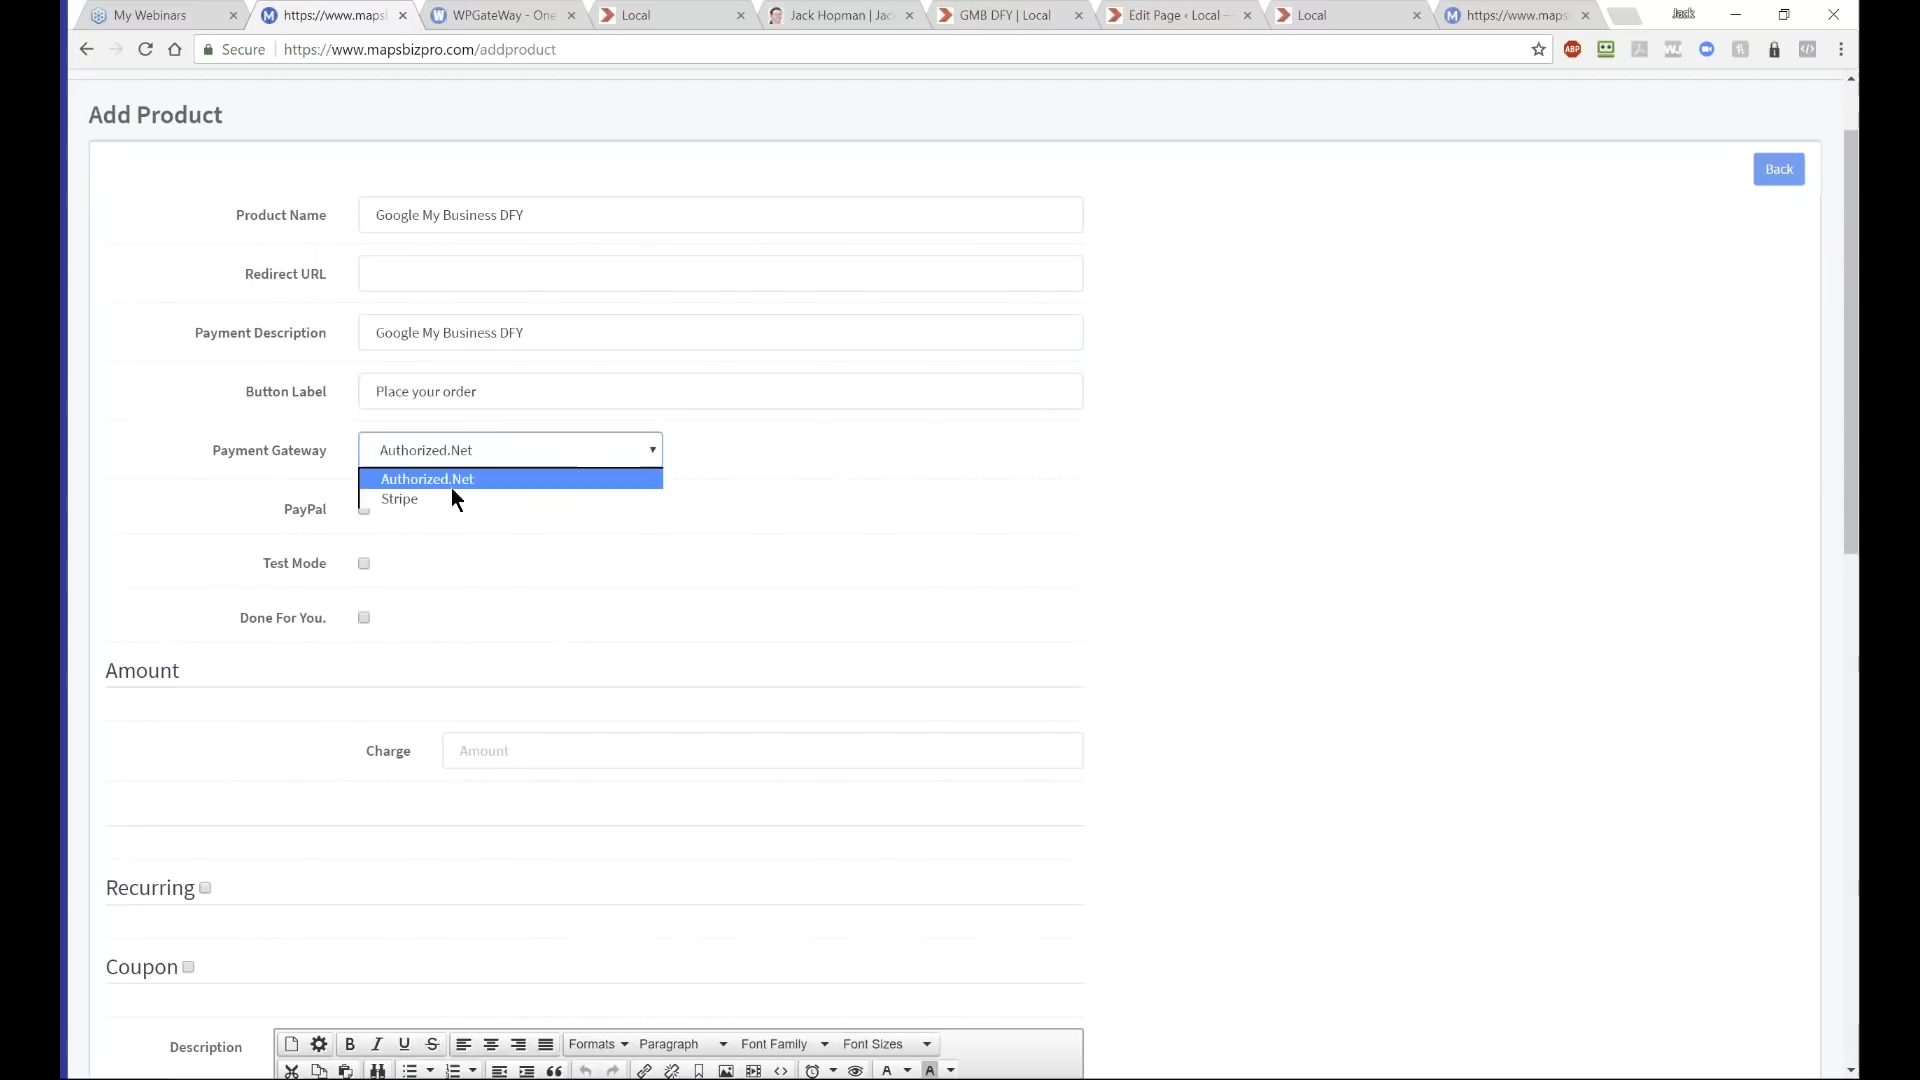 My Webinars
https://www.maps
WPGateWay - One
Local
Jack Hopman | Jac
GMB DFY | Local
Edit Page ‹ Local —
Local
https://www.maps
Jack
Secure
https://www.mapsbizpro.com/addproduct
ABP
Add Product
Back
Product Name
Google My Business DFY
Redirect URL
Payment Description
Google My Business DFY
Button Label
Place your order
Payment Gateway
Authorized.Net
Authorized.Net
Stripe
PayPal
Test Mode
Done For You.
Amount
Charge
Amount
Recurring
Coupon
Description
B I U S
Formats
Paragraph
Font Family
Font Sizes
A
A